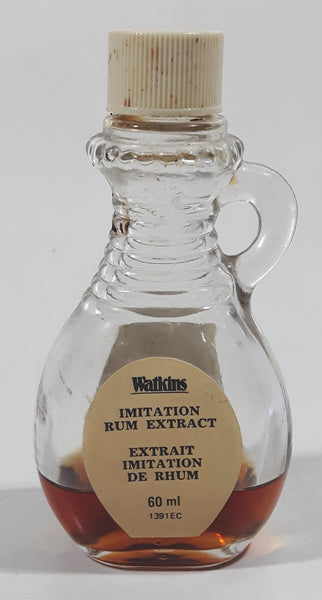 Watkins
IMITATION
RUM EXTRACT
EXTRAIT
IMITATION
DE RHUM
60 ml
1391EC